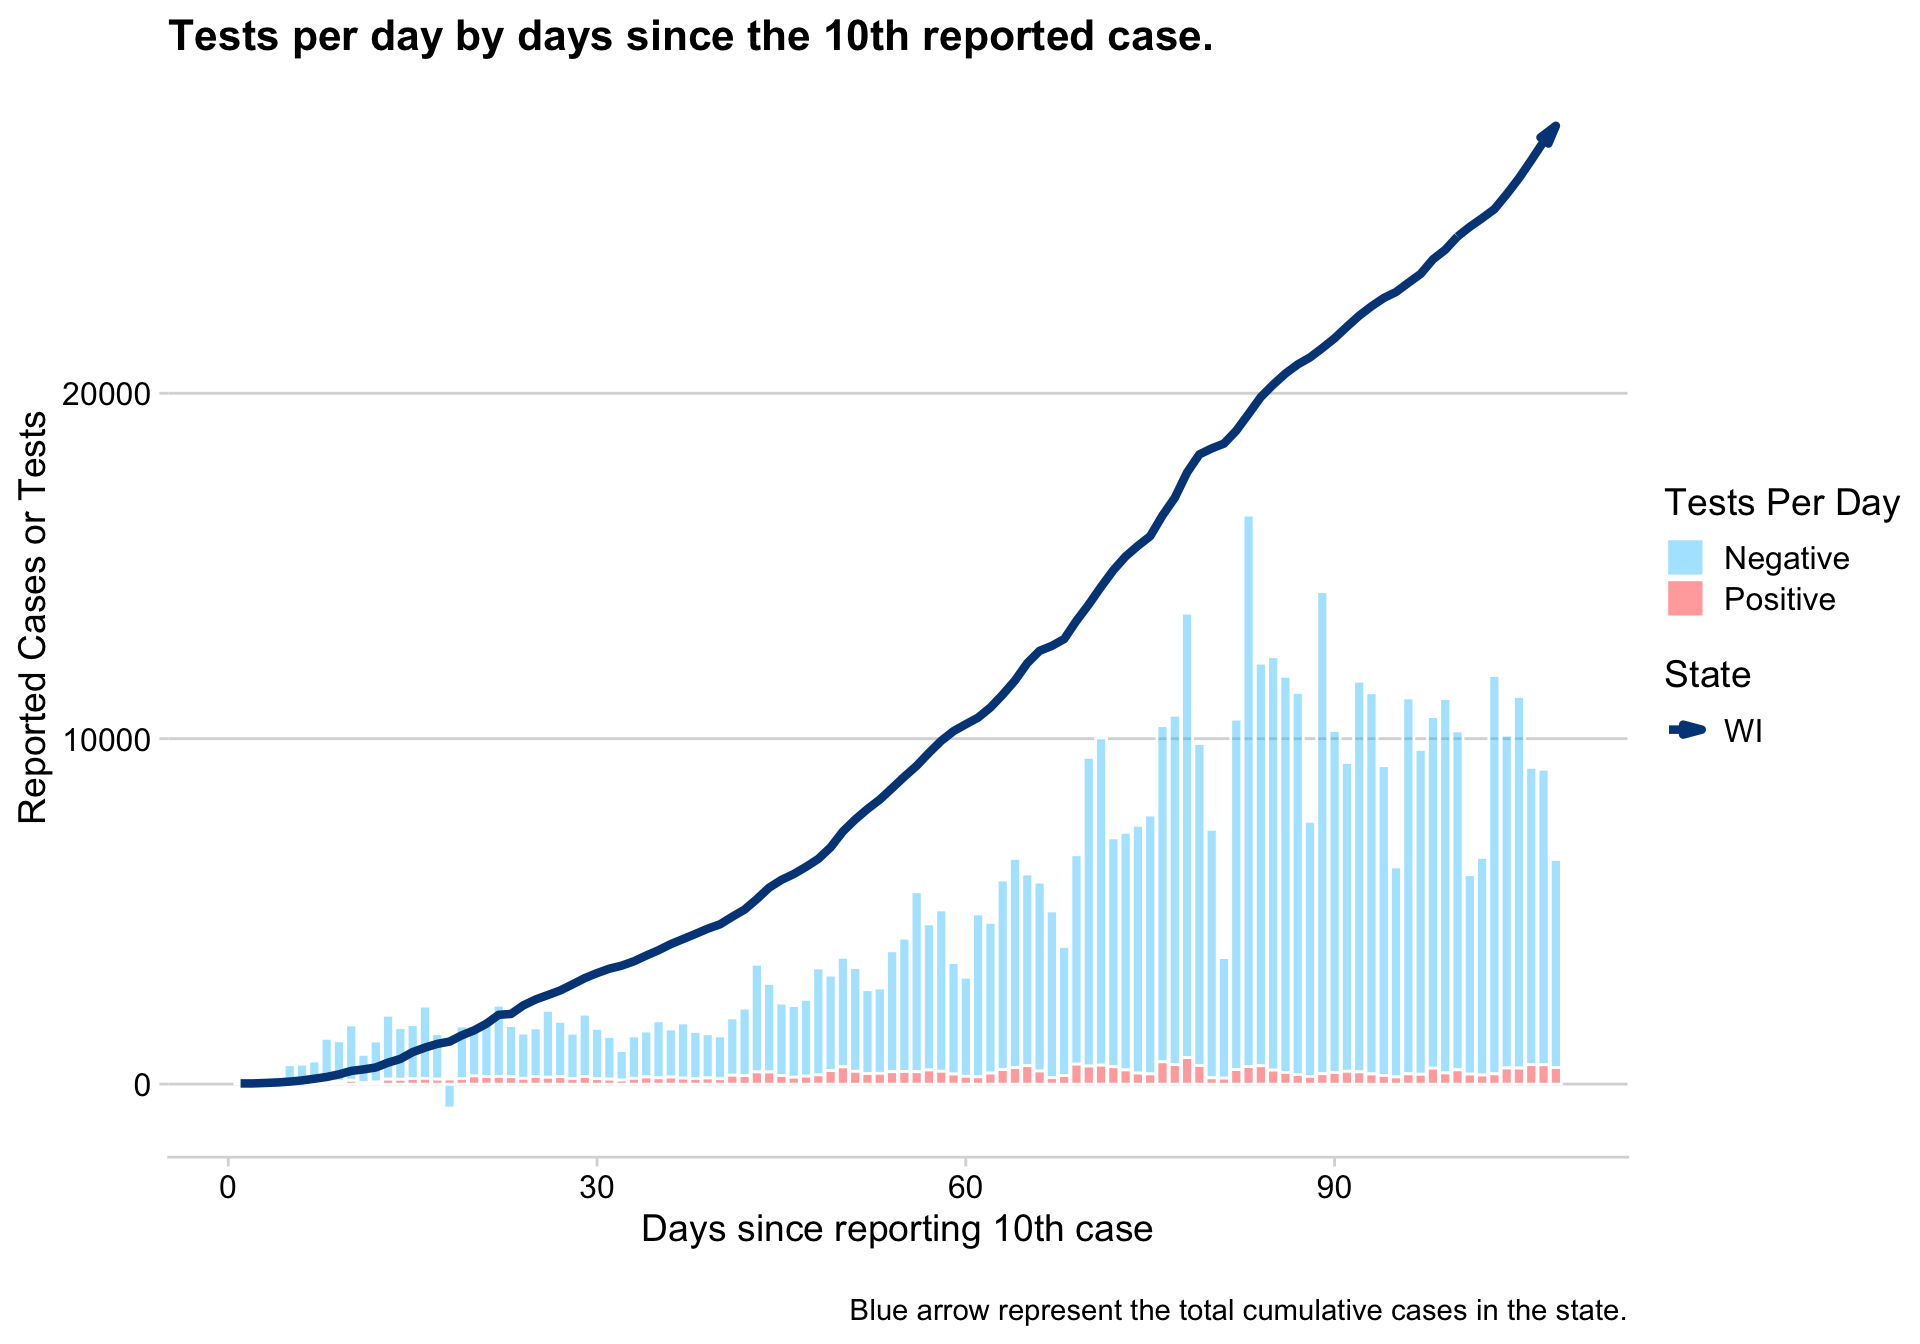 Tests per day by days since the 10th reported case.
Reported Cases or Tests
20000
10000
0
0
30
60
90
Days since reporting 10th case
Tests Per Day
Negative
Positive
State
WI
Blue arrow represent the total cumulative cases in the state.